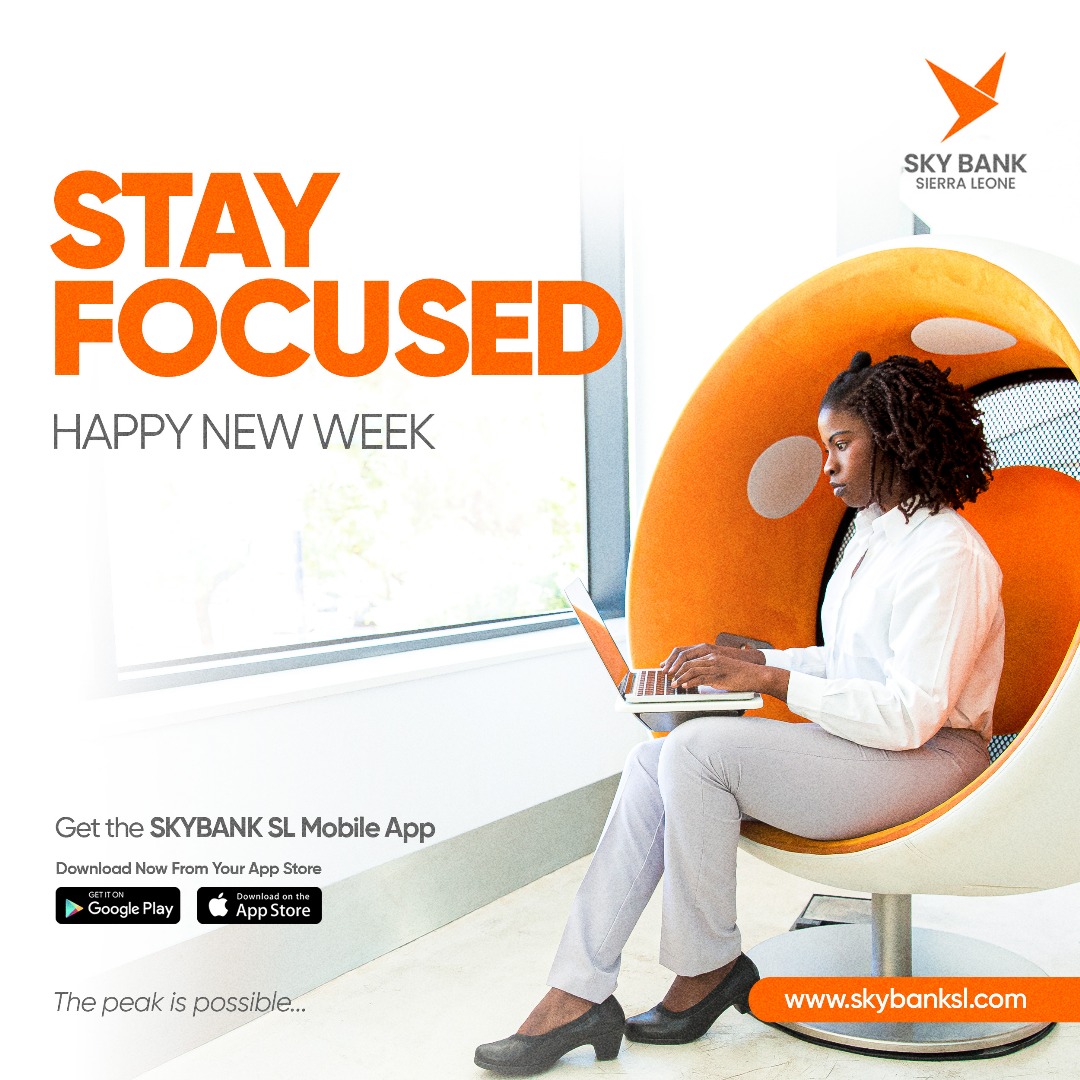 SKY BANK
SIERRA LEONE
STAY
FOCUSED
HAPPY NEW WEEK
Get the SKYBANK SL Mobile App
Download Now From Your App Store
GET IT ON
Google Play
Download on the
App Store
The peak is possible...
www.skybanksl.com